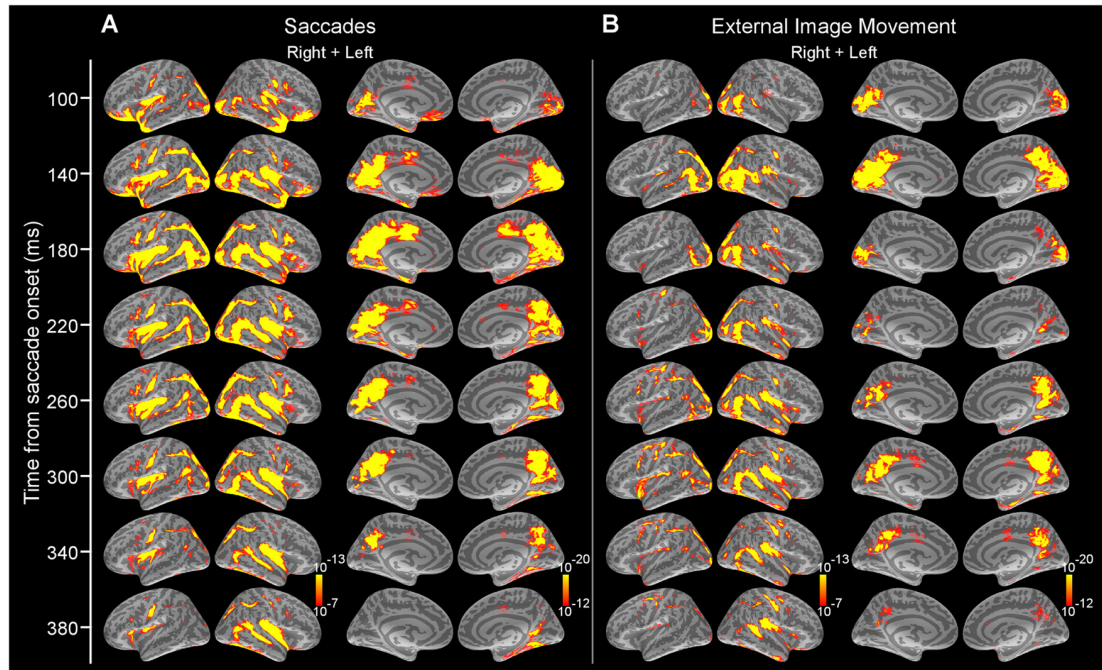 A
Saccades
Right + Left
B
External Image Movement
Right + Left
Time from saccade onset (ms)
100
140
180
220
260
300
340
380
10-13
10-7
10-20
10-12
10-13
10-7
10-20
10-12